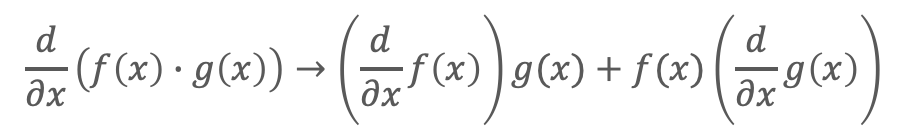 d/∂x (f(x) · g(x)) → (d/∂x f(x)) g(x) + f(x) (d/∂x g(x))